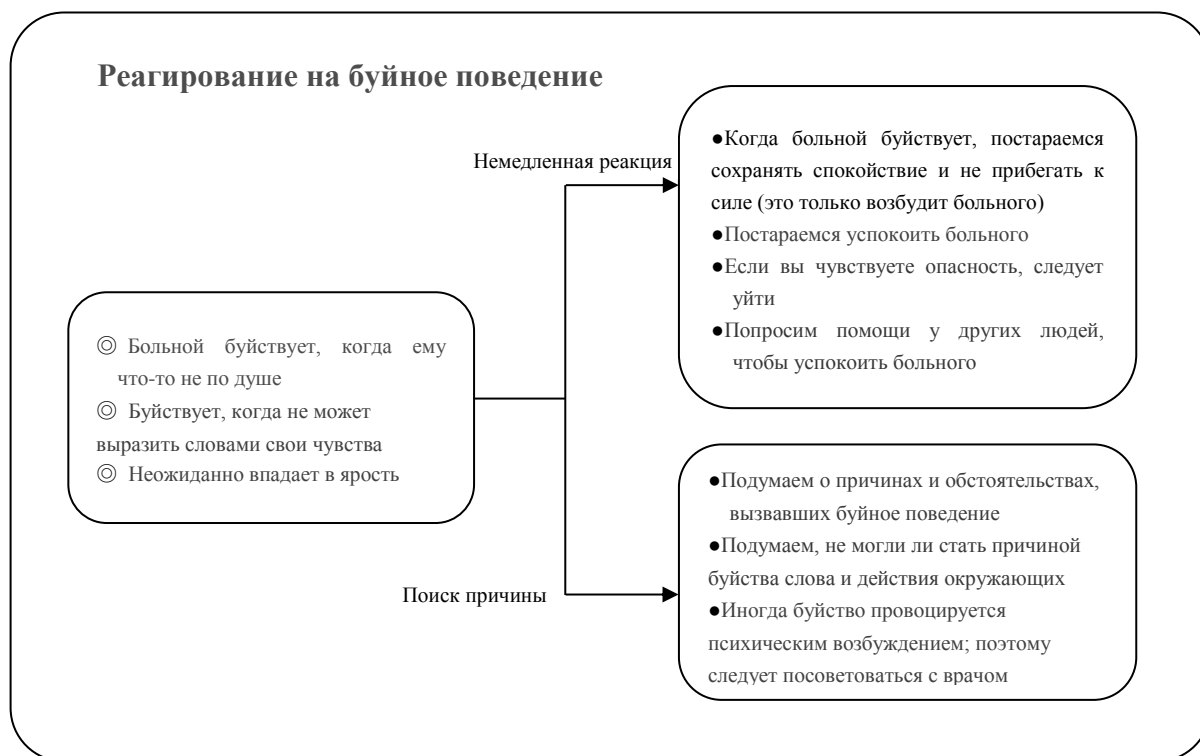 Реагирование на буйное поведение
Немедленная реакция
●Когда больной буйствует, постараемся
сохранять спокойствие и не прибегать к
силе (это только возбудит больного)
●Постараемся успокоить больного
●Если вы чувствуете опасность, следует
уйти
●Попросим помощи у других людей,
чтобы успокоить больного
◎ Больной буйствует, когда ему
что-то не по душе
◎ Буйствует, когда не может
выразить словами свои чувства
◎ Неожиданно впадает в ярость
Поиск причины
●Подумаем о причинах и обстоятельствах,
вызвавших буйное поведение
●Подумаем, не могли ли стать причиной
буйства слова и действия окружающих
●Иногда буйство провоцируется
психическим возбуждением; поэтому
следует посоветоваться с врачом